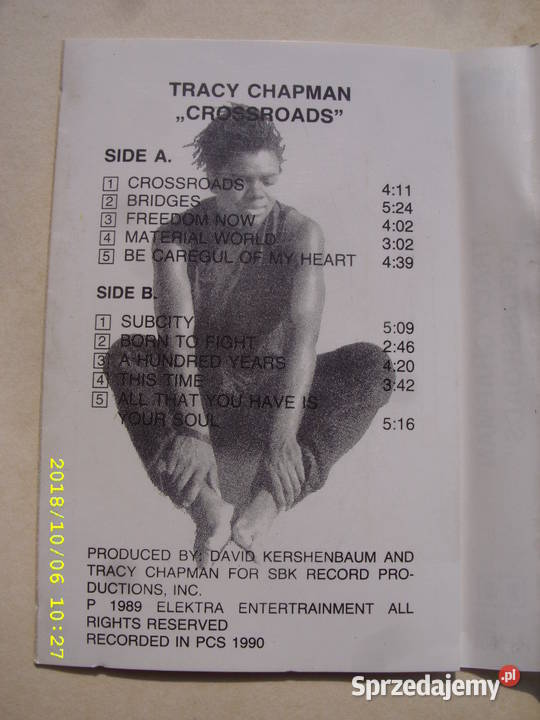 TRACY CHAPMAN
„CROSSROADS”
SIDE A.
1 CROSSROADS 4:11
2 BRIDGES 5:24
3 FREEDOM NOW 4:02
4 MATERIAL WORLD 3:02
5 BE CAREGUL OF MY HEART 4:39
SIDE B.
1 SUBCITY 5:09
2 BORN TO FIGHT 2:46
3 A HUNDRED YEARS 4:20
4 THIS TIME 3:42
5 ALL THAT YOU HAVE IS
YOUR SOUL 5:16
PRODUCED BY: DAVID KERSHENBAUM AND
TRACY CHAPMAN FOR SBK RECORD PRO-
DUCTIONS, INC.
P 1989 ELEKTRA ENTERTRAINMENT ALL
RIGHTS RESERVED
RECORDED IN PCS 1990
2018/10/06 10:27
Sprzedajemy.pl